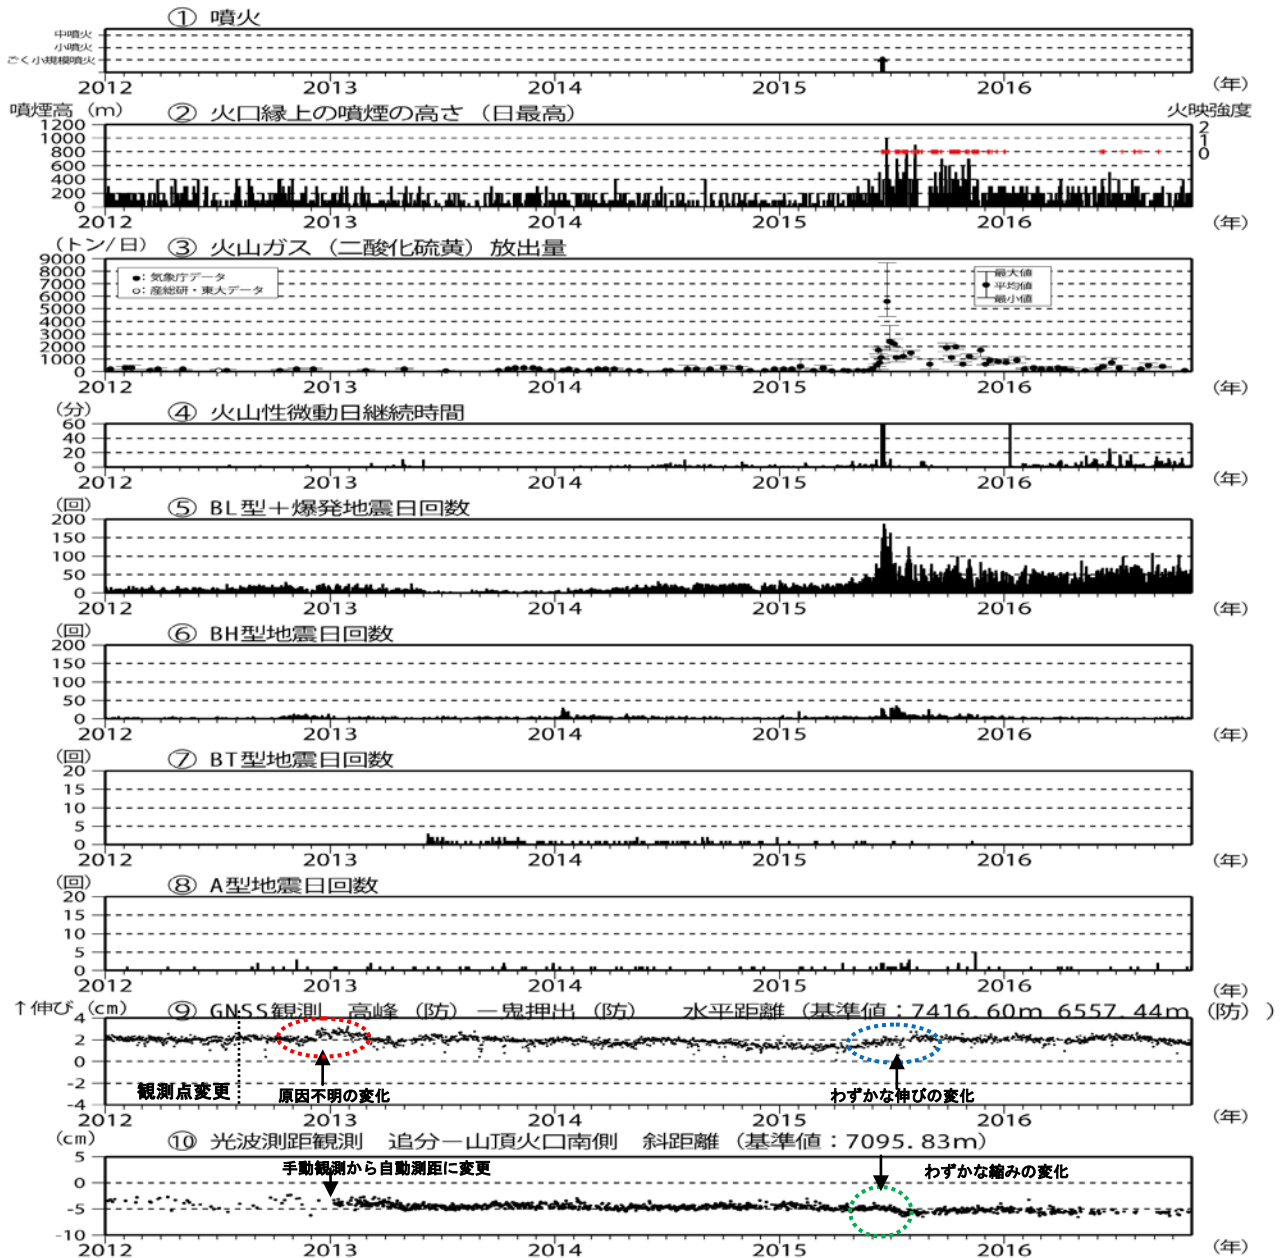 ① 噴火
中噴火
小噴火
ごく小規模噴火
2012 2013 2014 2015 2016 (年)
噴煙高 (m) ② 火口縁上の噴煙の高さ (日最高) 火映強度
1200
1000
800
600
400
200
0
2
1
0
2012 2013 2014 2015 2016 (年)
(トン/日) ③ 火山ガス (二酸化硫黄) 放出量
9000
8000
7000
6000
5000
4000
3000
2000
1000
0
●:気象庁データ
○:産総研・東大データ
最大値
平均値
最小値
2012 2013 2014 2015 2016 (年)
(分) ④ 火山性微動日継続時間
60
40
20
0
2012 2013 2014 2015 2016 (年)
(回) ⑤ BL型+爆発地震日回数
200
150
100
50
0
2012 2013 2014 2015 2016 (年)
(回) ⑥ BH型地震日回数
200
150
100
50
0
2012 2013 2014 2015 2016 (年)
(回) ⑦ BT型地震日回数
20
15
10
5
0
2012 2013 2014 2015 2016 (年)
(回) ⑧ A型地震日回数
20
15
10
5
0
2012 2013 2014 2015 2016 (年)
↑伸び (cm) ⑨ GNSS観測 高峰 (防) ー鬼押出 (防) 水平距離 (基準値:7416.60m 6557.44m (防) )
4
2
0
-2
-4
観測点変更
原因不明の変化
わずかな伸びの変化
2012 2013 2014 2015 2016 (年)
(cm) ⑩ 光波測距観測 追分ー山頂火口南側 斜距離 (基準値:7095.83m)
5
0
-5
-10
手動観測から自動測距に変更
わずかな縮みの変化
2012 2013 2014 2015 2016 (年)